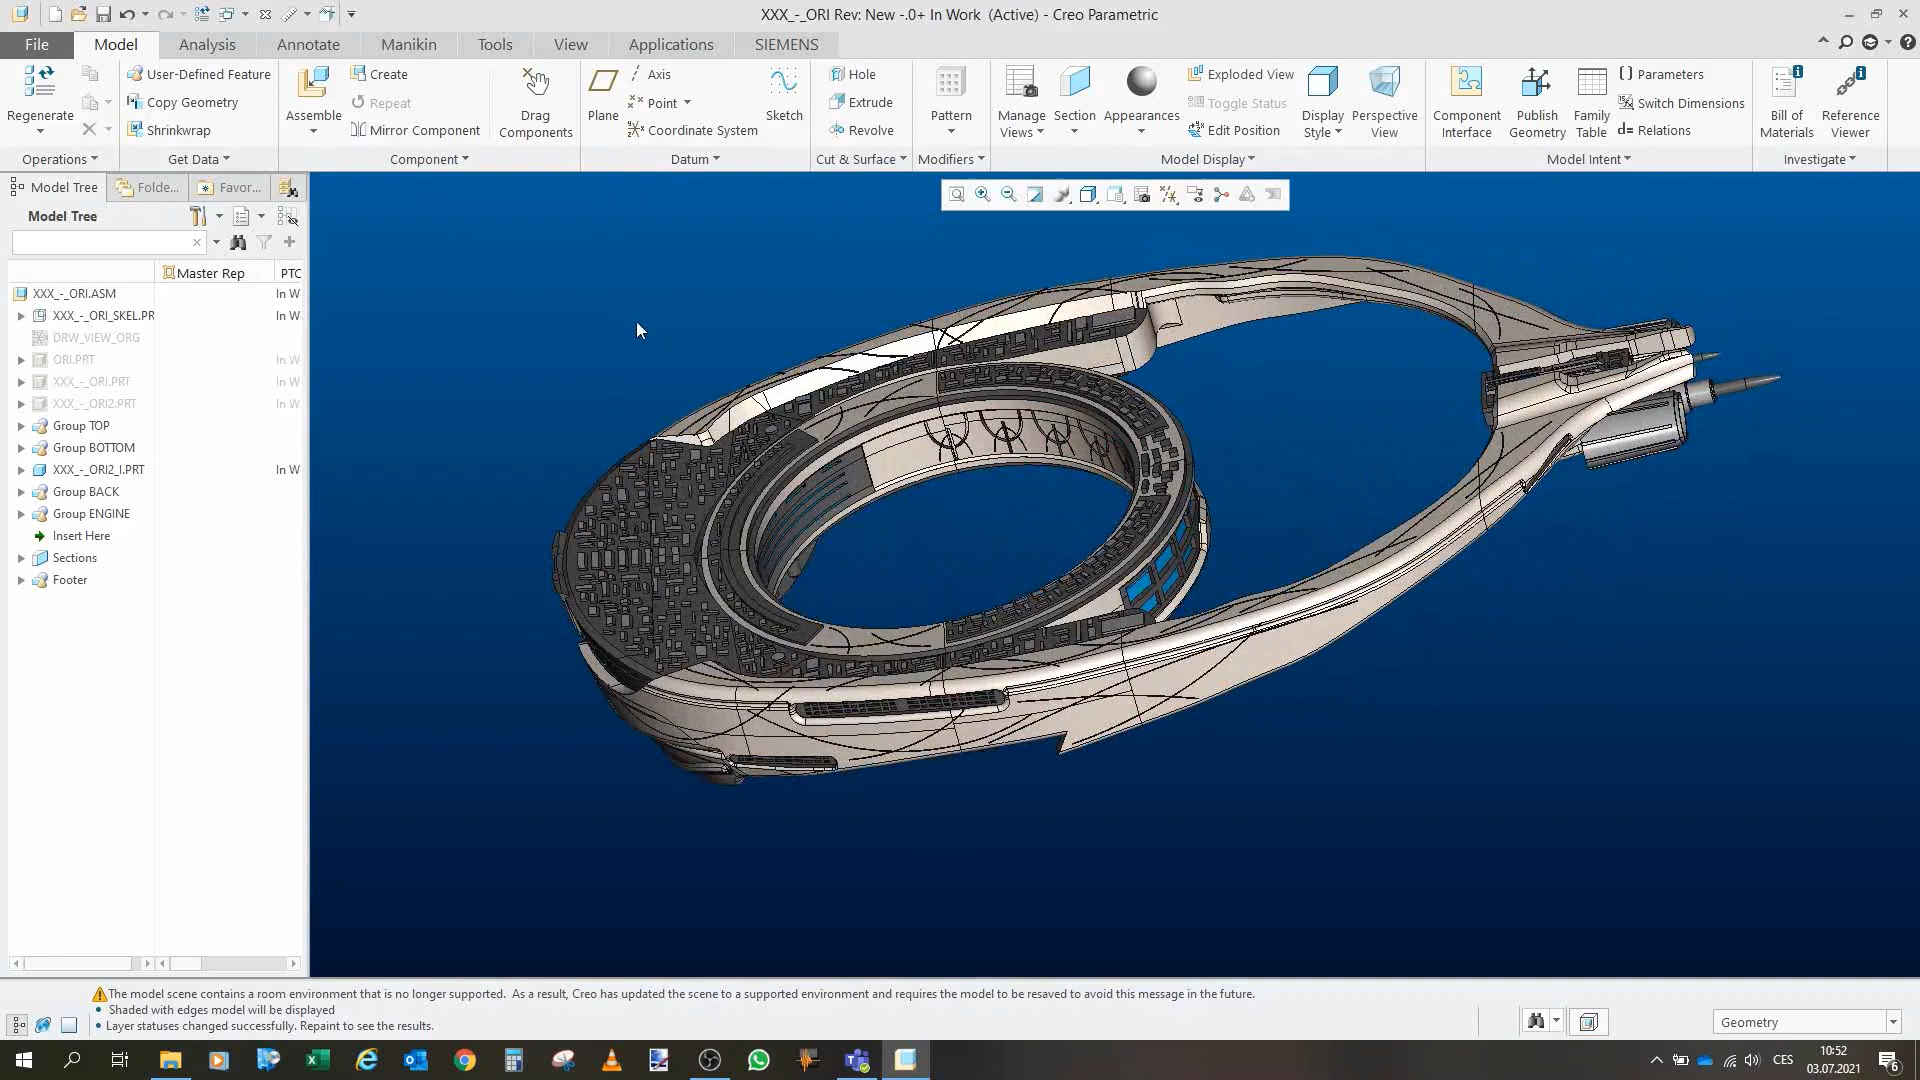 XXX_-_ORI Rev: New -.0+ In Work (Active) - Creo Parametric
File Model Analysis Annotate Manikin Tools View Applications SIEMENS
Regenerate
User-Defined Feature
Copy Geometry
Shrinkwrap
Assemble
Create
Repeat
Mirror Component
Drag
Components
Plane
Axis
Point
Coordinate System
Sketch
Hole
Extrude
Revolve
Pattern
Manage
Views
Section
Appearances
Exploded View
Toggle Status
Edit Position
Display
Style
Perspective
View
Component
Interface
Publish
Geometry
Family
Table
Parameters
Switch Dimensions
Relations
Bill of
Materials
Reference
Viewer
Operations Get Data Component Datum Cut & Surface Modifiers Model Display Model Intent Investigate
Model Tree Folde... Favor...
Model Tree
Master Rep PTC
XXX_-_ORI.ASM In W
XXX_-_ORI_SKEL.PR In W
DRW_VIEW_ORG
ORI.PRT In W
XXX_-_ORI.PRT In W
XXX_-_ORI2.PRT In W
Group TOP
Group BOTTOM
XXX_-_ORI2_I.PRT In W
Group BACK
Group ENGINE
Insert Here
Sections
Footer
The model scene contains a room environment that is no longer supported. As a result, Creo has updated the scene to a supported environment and requires the model to be resaved to avoid this message in the future.
Shaded with edges model will be displayed
Layer statuses changed successfully. Repaint to see the results.
Geometry
CES
10:52
03.07.2021
6